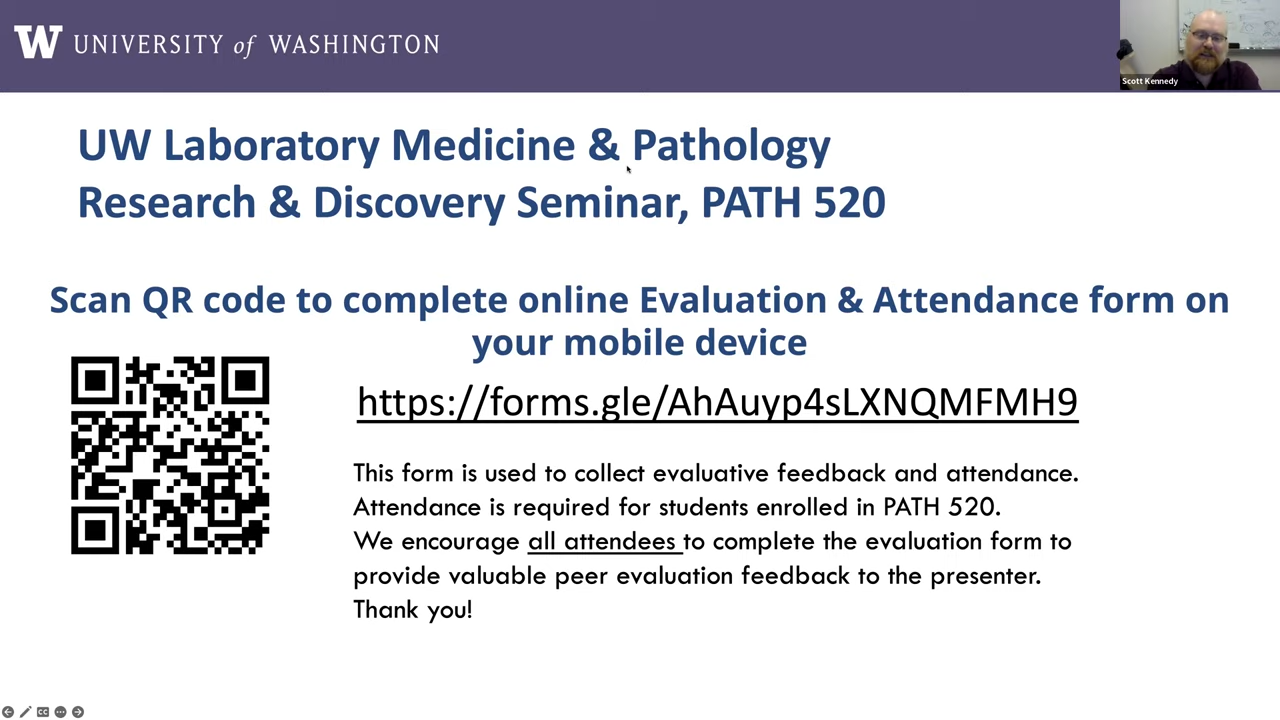 W UNIVERSITY of WASHINGTON
Scott Kennedy
UW Laboratory Medicine & Pathology
Research & Discovery Seminar, PATH 520
Scan QR code to complete online Evaluation & Attendance form on
your mobile device
https://forms.gle/AhAuyp4sLXNQMFMH9
This form is used to collect evaluative feedback and attendance.
Attendance is required for students enrolled in PATH 520.
We encourage all attendees to complete the evaluation form to
provide valuable peer evaluation feedback to the presenter.
Thank you!
CC